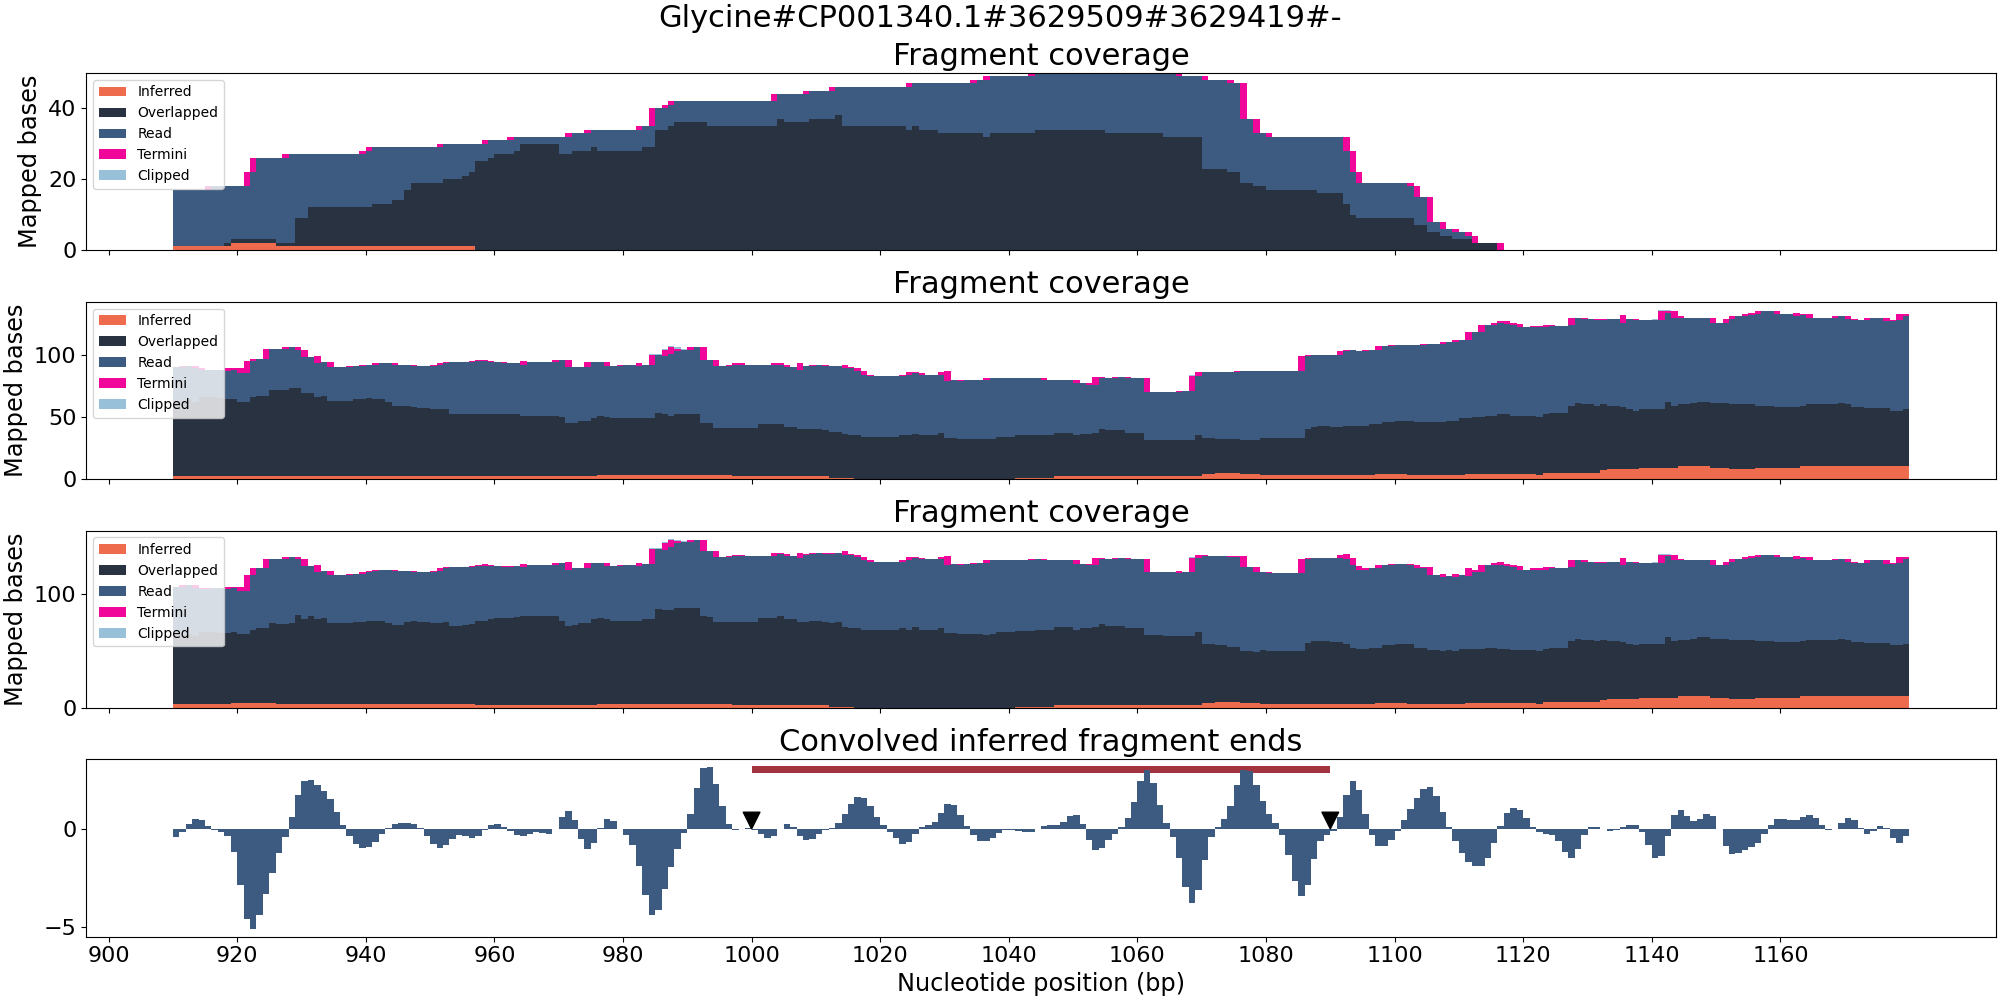 Glycine#CP001340.1#3629509#3629419#-
Fragment coverage
Mapped bases
40
20
0
Inferred
Overlapped
Read
Termini
Clipped
Fragment coverage
Mapped bases
100
50
0
Inferred
Overlapped
Read
Termini
Clipped
Fragment coverage
Mapped bases
100
0
Inferred
Overlapped
Read
Termini
Clipped
Convolved inferred fragment ends
0
−5
900 920 940 960 980 1000 1020 1040 1060 1080 1100 1120 1140 1160
Nucleotide position (bp)